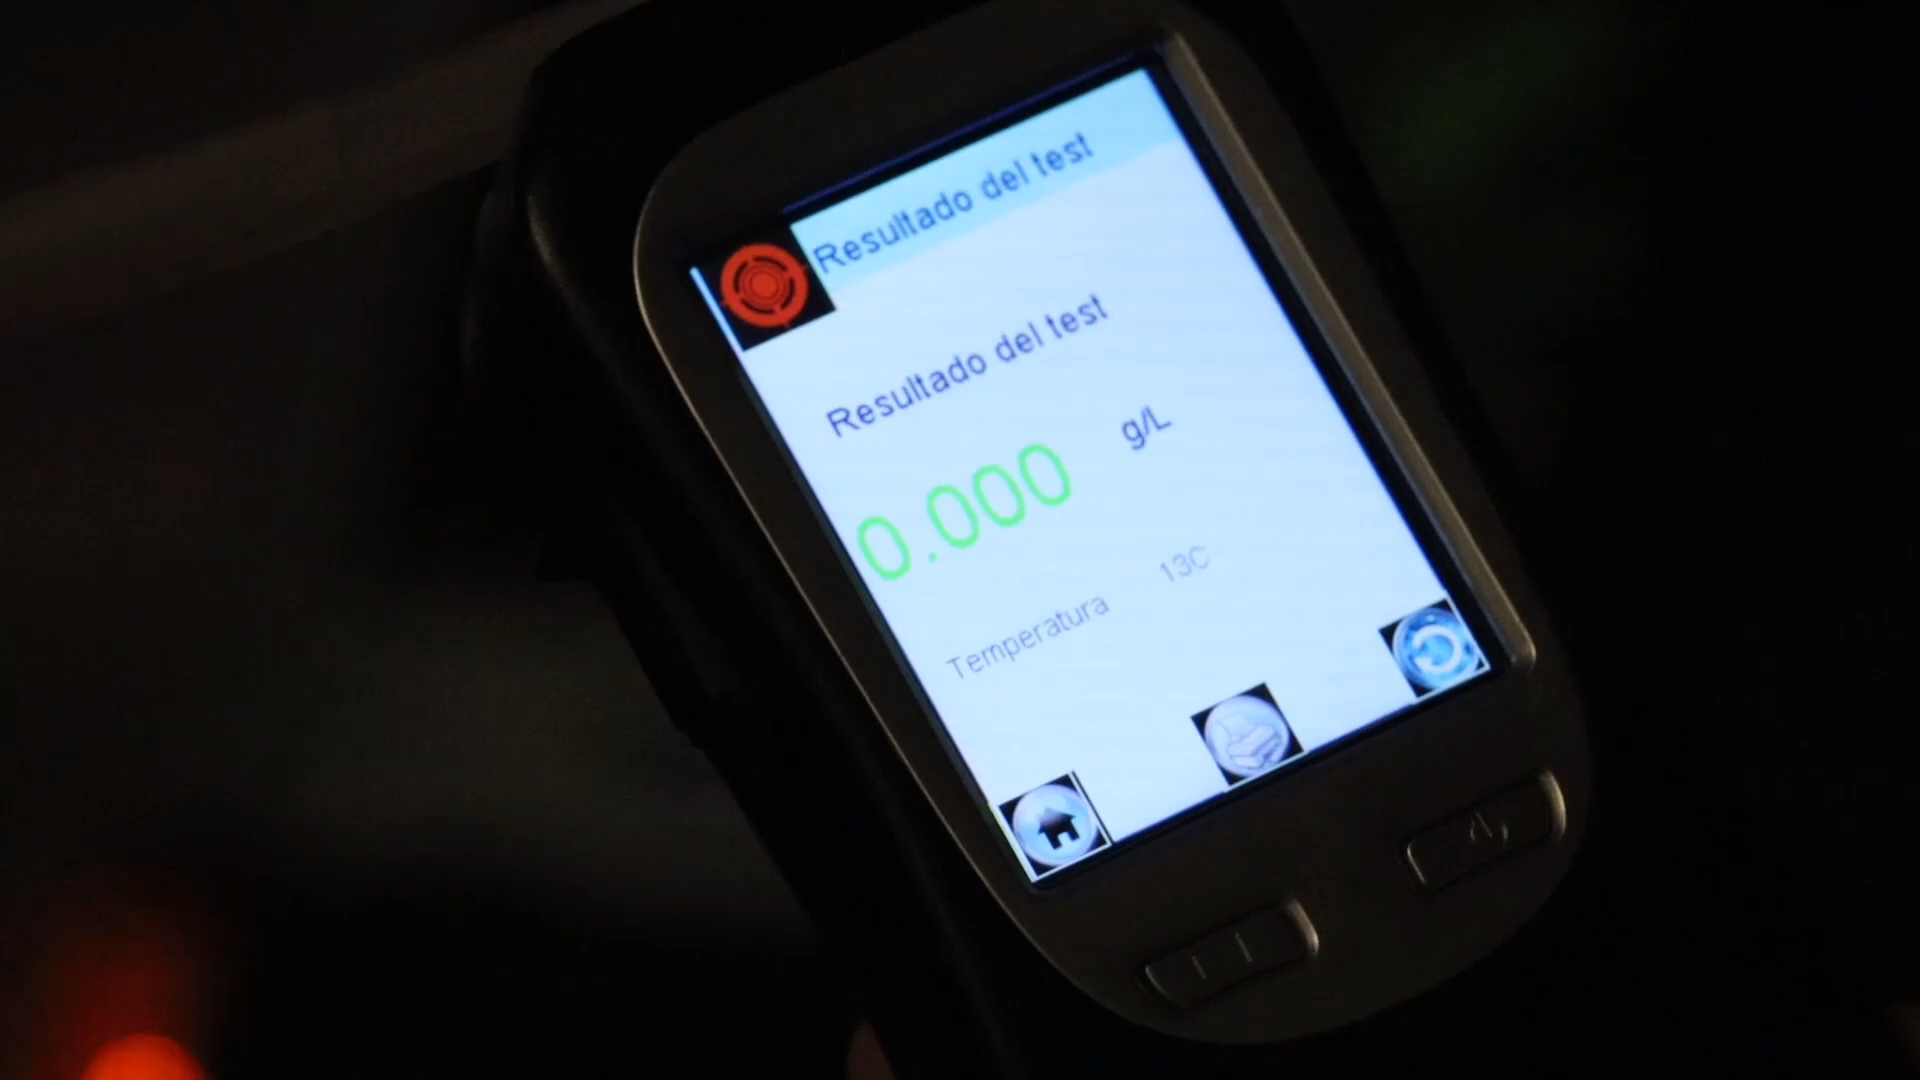 Resultado del test
Resultado del test
0.000 g/L
Temperatura 13C